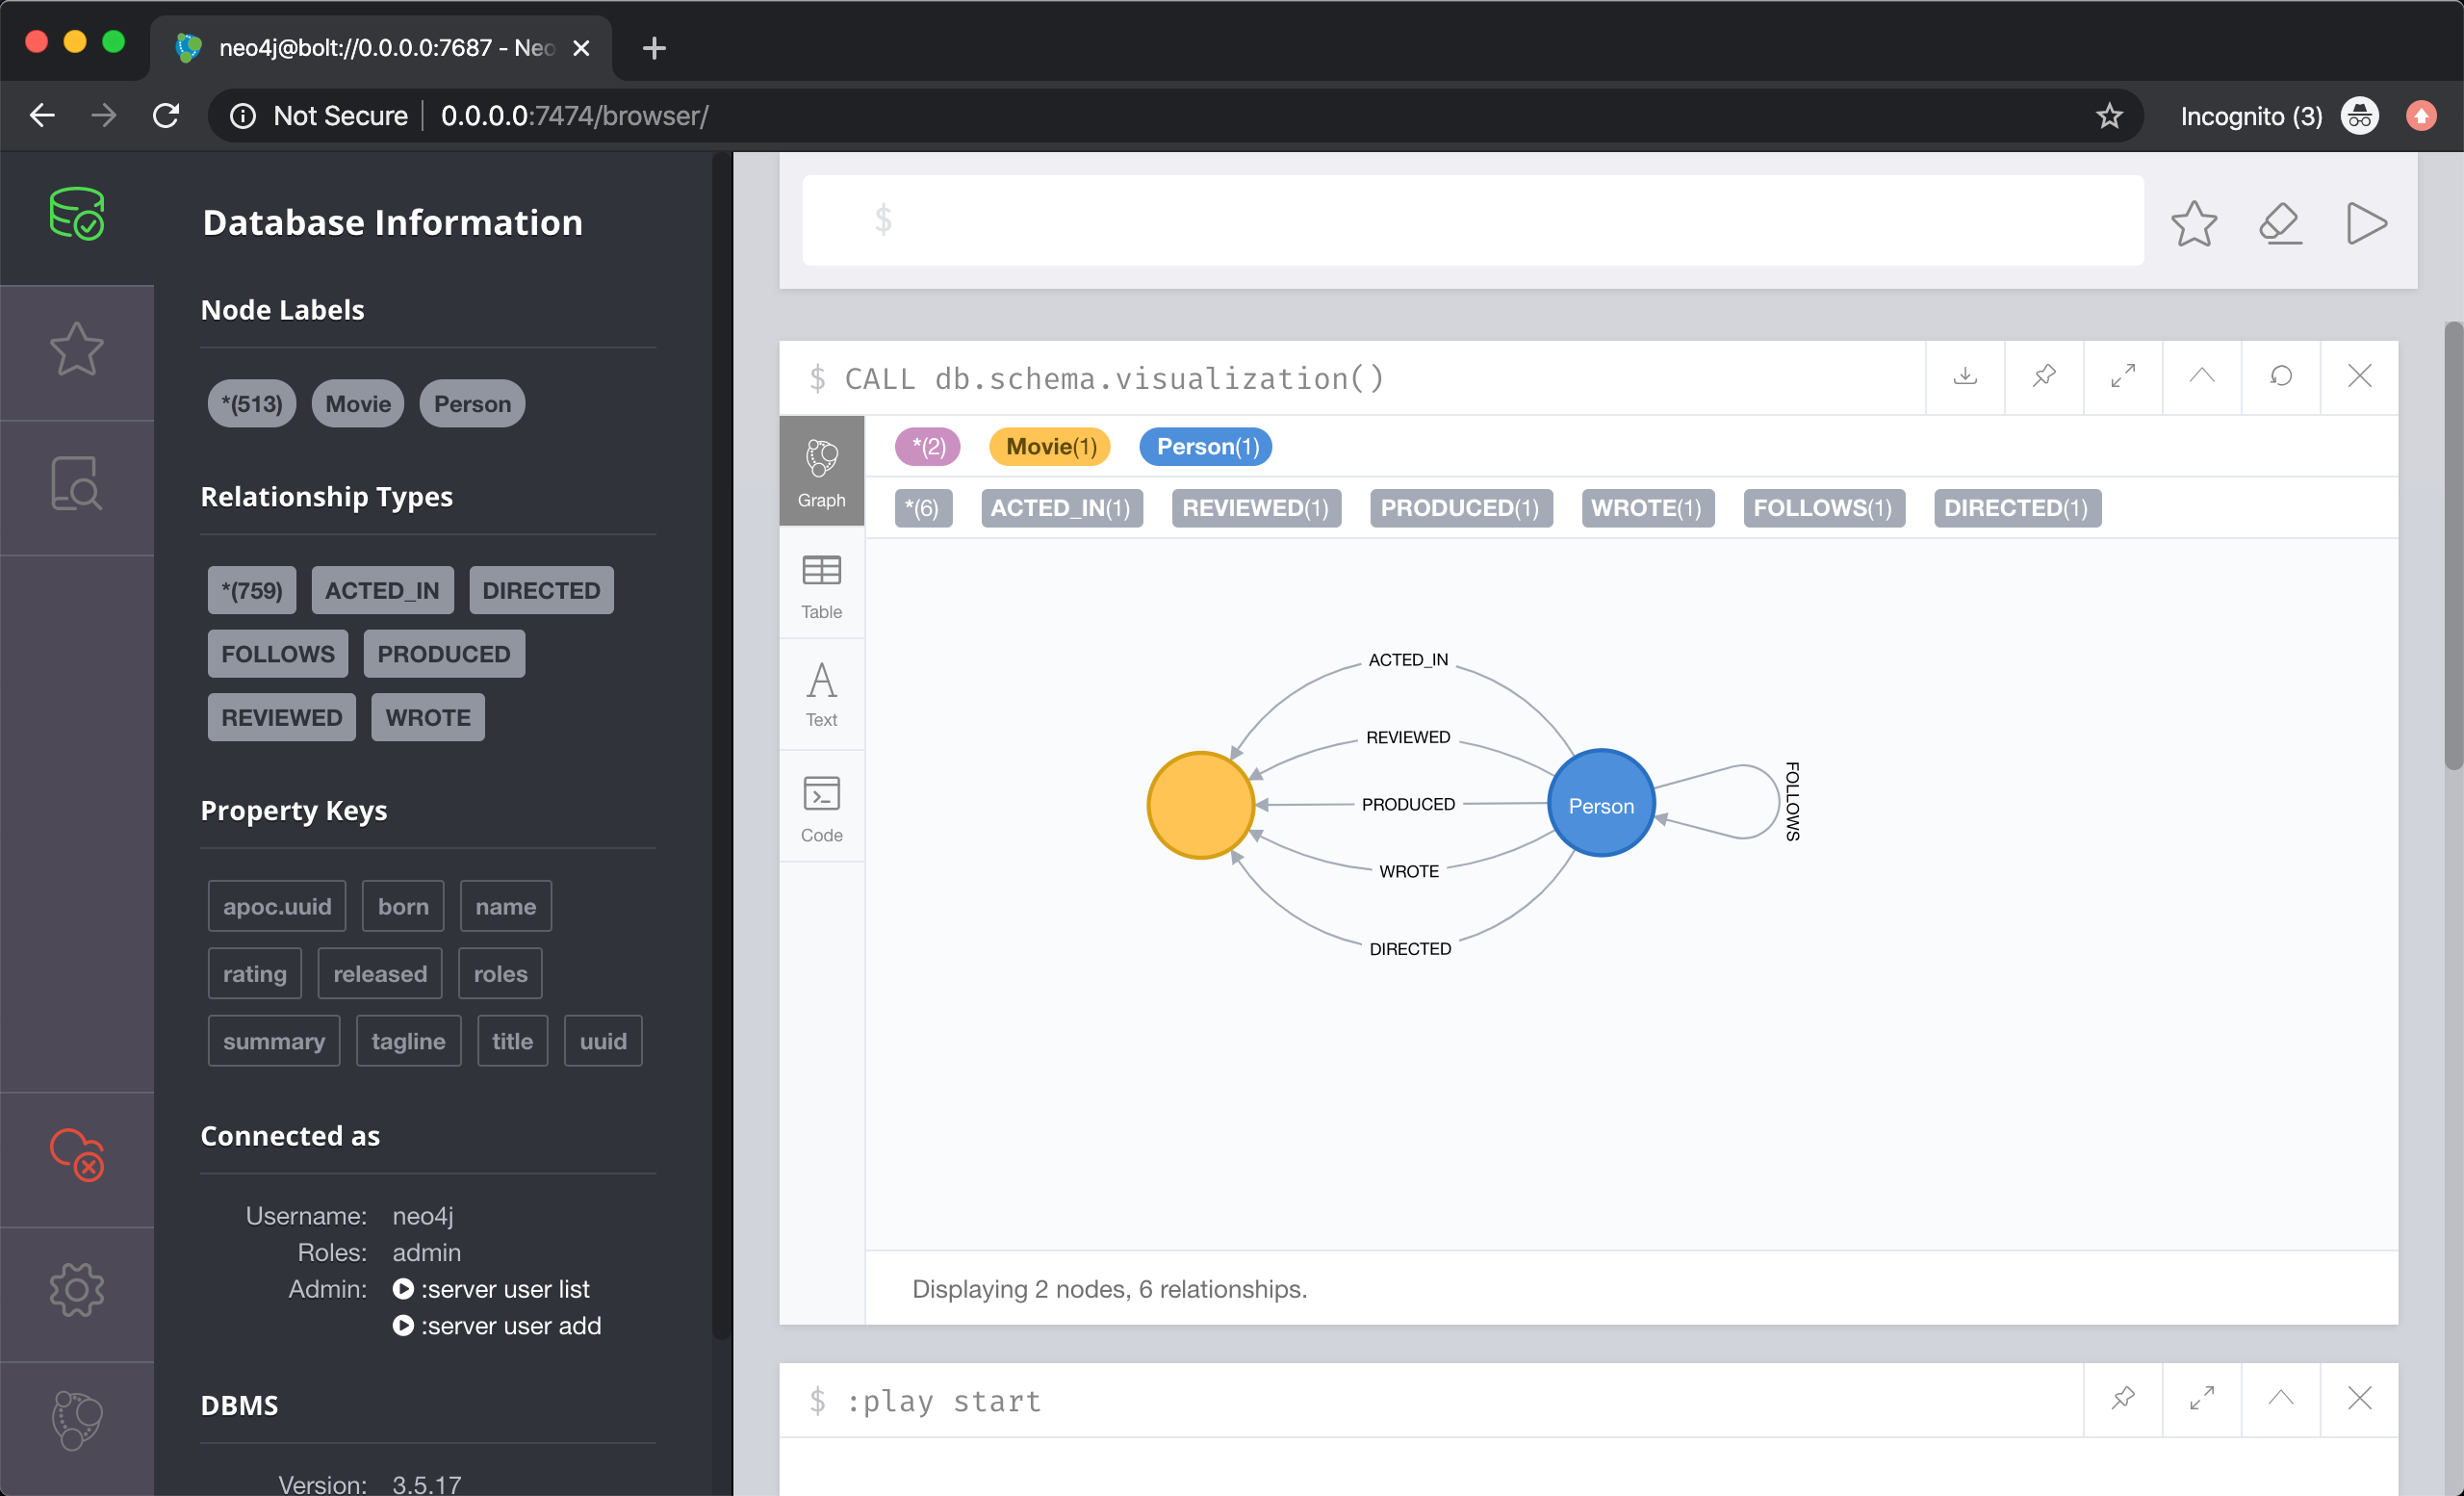 neo4j@bolt://0.0.0.0:7687 - Neo
Not Secure 0.0.0.0:7474/browser/ Incognito (3)
Database Information
Node Labels
*(513) Movie Person
Relationship Types
*(759) ACTED_IN DIRECTED
FOLLOWS PRODUCED
REVIEWED WROTE
Property Keys
apoc.uuid born name
rating released roles
summary tagline title uuid
Connected as
Username: neo4j
Roles: admin
Admin: :server user list
:server user add
DBMS
Version: 3.5.17
$
$ CALL db.schema.visualization()
Graph
Table
Text
Code
*(2) Movie(1) Person(1)
*(6) ACTED_IN(1) REVIEWED(1) PRODUCED(1) WROTE(1) FOLLOWS(1) DIRECTED(1)
ACTED_IN
REVIEWED
PRODUCED
WROTE
DIRECTED
Person
FOLLOWS
Displaying 2 nodes, 6 relationships.
$ :play start